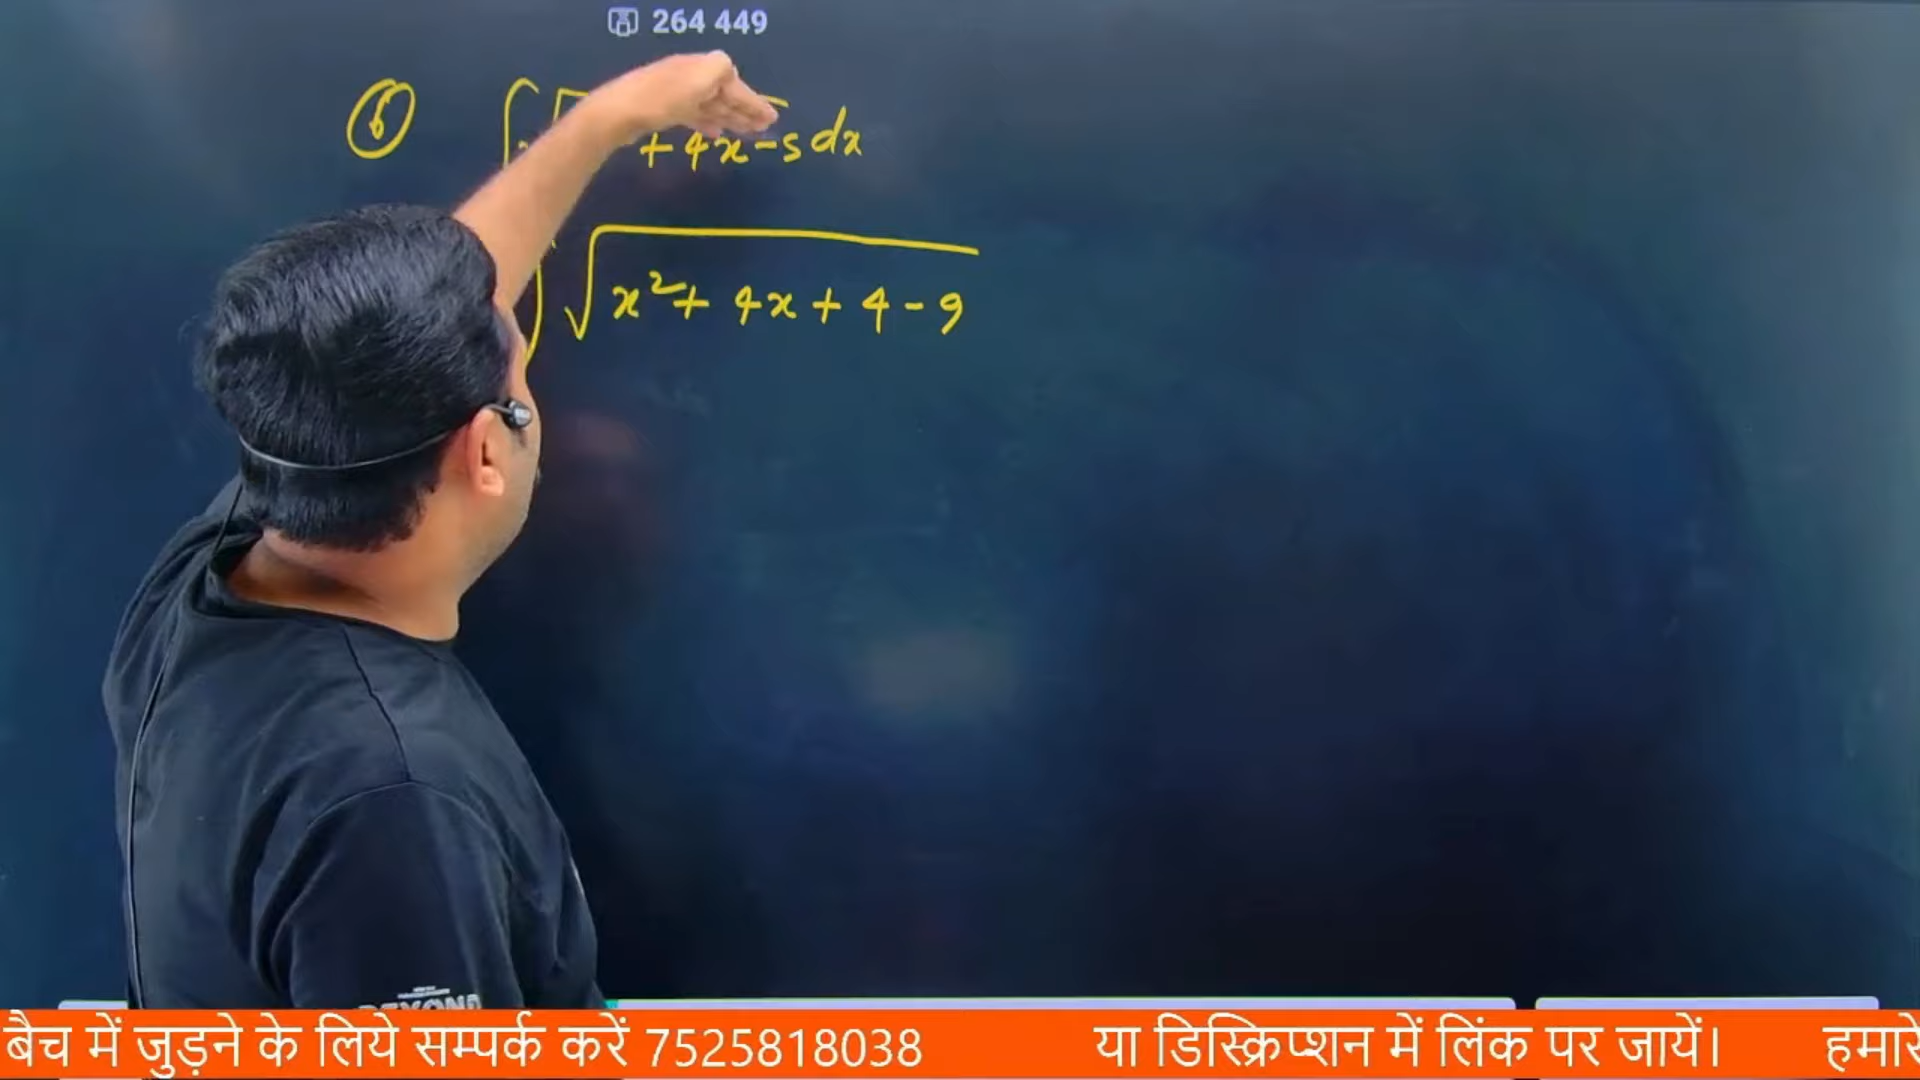 264 449
6 ∫√ + 4x - 5 dx
∫ √x² + 4x + 4 - 9
बैच में जुड़ने के लिये सम्पर्क करें 7525818038 या डिस्क्रिप्शन में लिंक पर जायें। हमारे